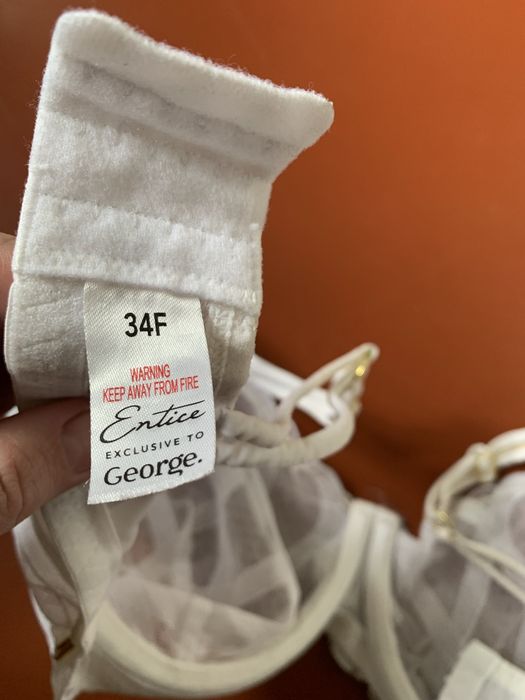 34F
WARNING
KEEP AWAY FROM FIRE
Entice
EXCLUSIVE TO
George.